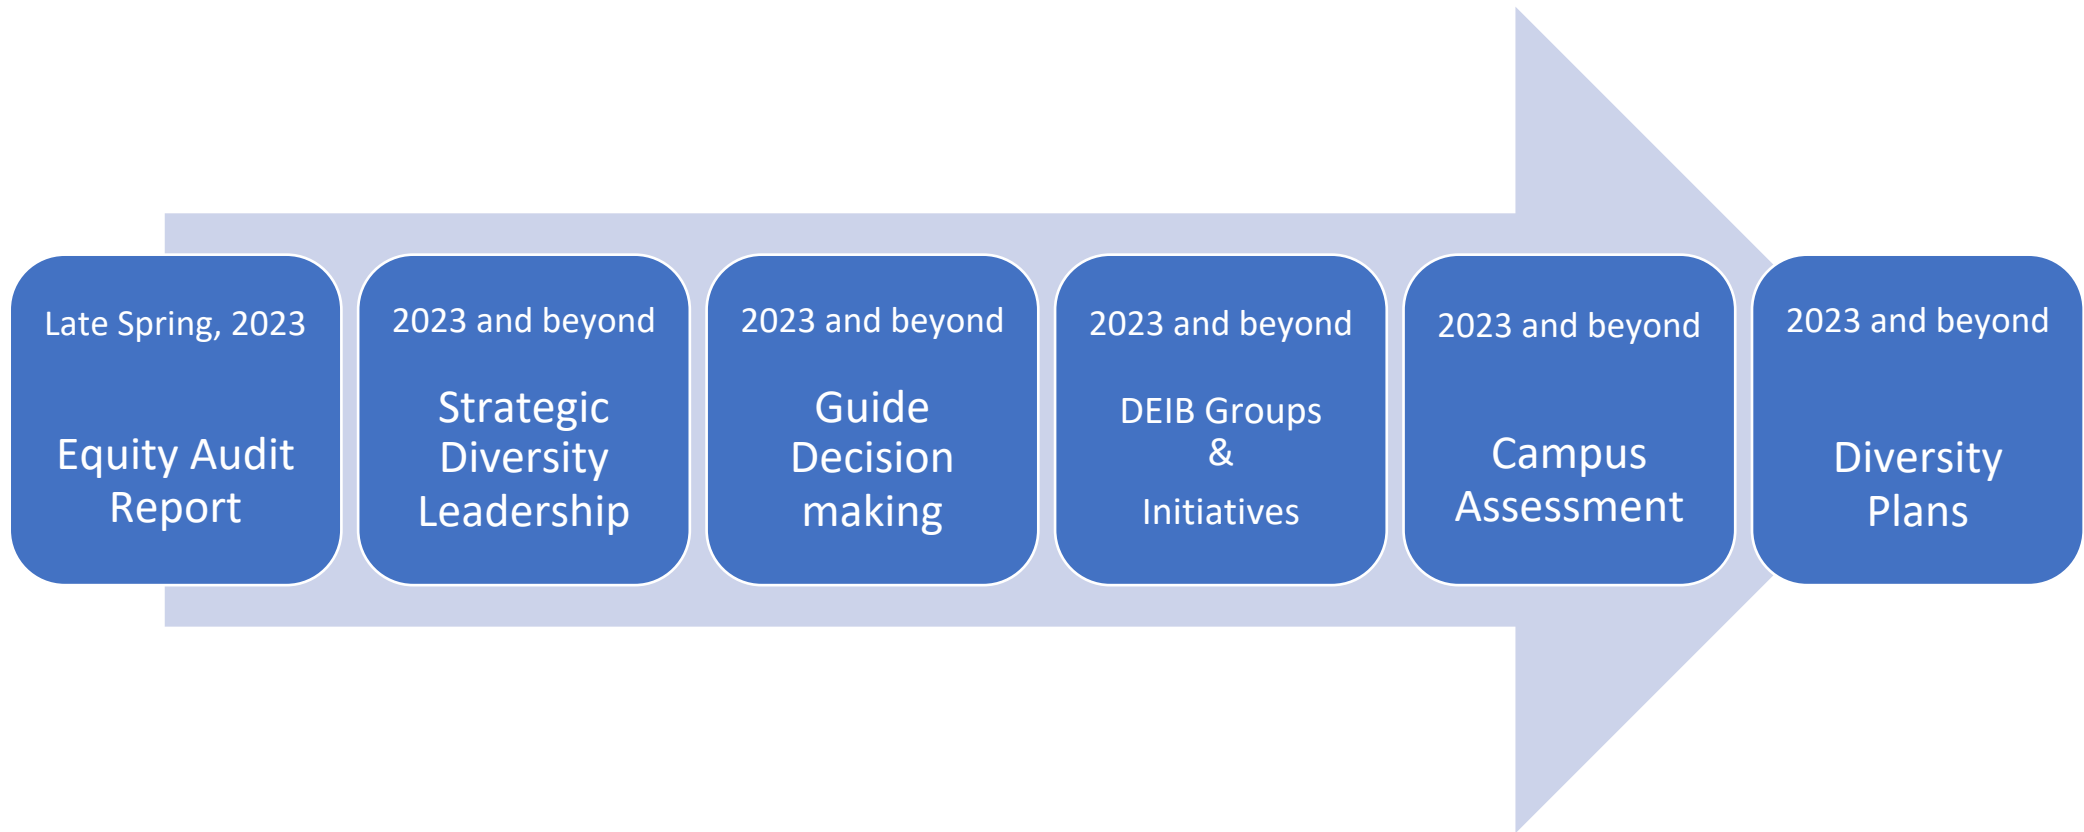 Late Spring, 2023
Equity Audit
Report
2023 and beyond
Strategic
Diversity
Leadership
2023 and beyond
Guide
Decision
making
2023 and beyond
DEIB Groups
&
Initiatives
2023 and beyond
Campus
Assessment
2023 and beyond
Diversity
Plans